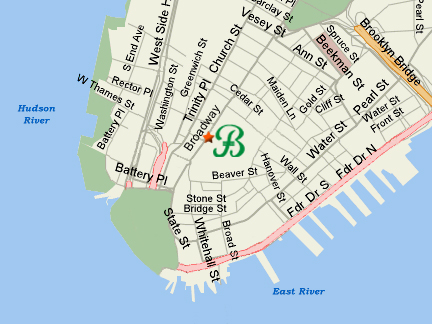 Barclay St
Vesey St
Pearl St
Spruce St
Brooklyn Bridge
S End Ave
West Side H
Ann St
Beekman St
Church St
Greenwich St
Rector Pl
W Thames St
Washington St
Trinity Pl
Cedar St
Maiden Ln
Gold St
Cliff St
Pearl St
Water St
Front St
Hudson
River
Battery Pl
Broadway
B
Water St
Fdr Dr N
Battery Pl
Beaver St
Hanover St
Wall St
Stone St
Bridge St
Fdr Dr S
State St
Whitehall St
Broad St
East River